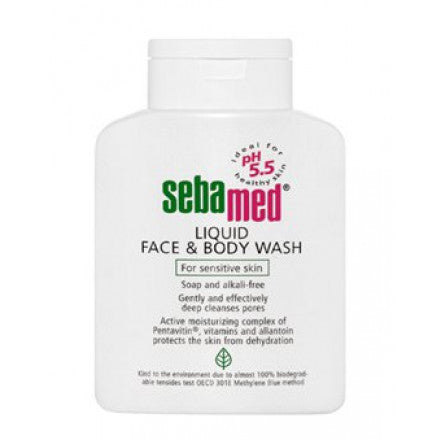 ideal for
pH
5.5
healthy skin
sebamed®
LIQUID
FACE & BODY WASH
For sensitive skin
Soap and alkali-free
Gently and effectively
deep cleanses pores
Active moisturizing complex of
Pentavitin®, vitamins and allantoin
protects the skin from dehydration
Kind to the environment due to almost 100% biodegrad-
able tensides test OECD 301E Methylene Blue method)